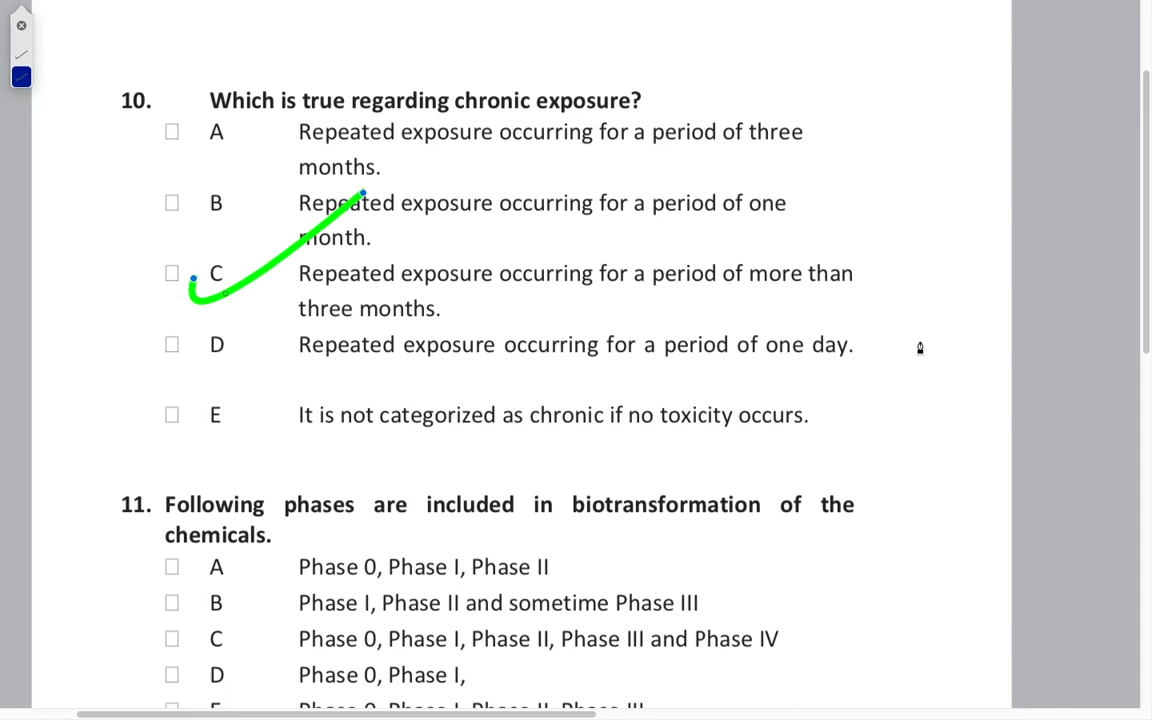 10. Which is true regarding chronic exposure?
A Repeated exposure occurring for a period of three
months.
B Repeated exposure occurring for a period of one
month.
C Repeated exposure occurring for a period of more than
three months.
D Repeated exposure occurring for a period of one day.
E It is not categorized as chronic if no toxicity occurs.
11. Following phases are included in biotransformation of the
chemicals.
A Phase 0, Phase I, Phase II
B Phase I, Phase II and sometime Phase III
C Phase 0, Phase I, Phase II, Phase III and Phase IV
D Phase 0, Phase I,